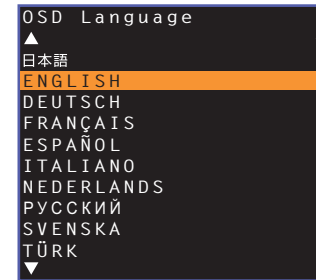 OSD Language
▲
日本語
ENGLISH
DEUTSCH
FRANÇAIS
ESPAÑOL
ITALIANO
NEDERLANDS
РУССКИЙ
SVENSKA
TÜRK
▼